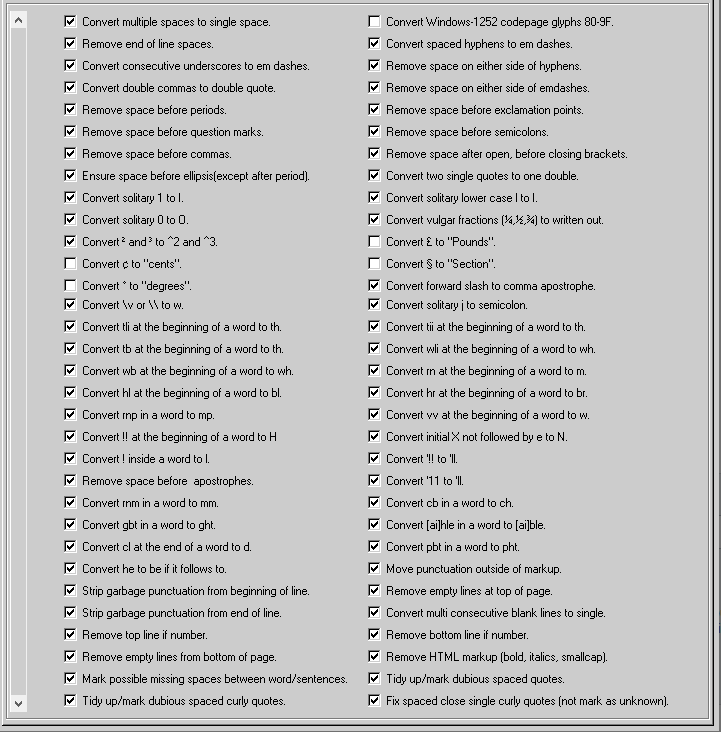 Convert multiple spaces to single space.
Convert Windows-1252 codepage glyphs 80-9F.
Remove end of line spaces.
Convert spaced hyphens to em dashes.
Convert consecutive underscores to em dashes.
Remove space on either side of hyphens.
Convert double commas to double quote.
Remove space on either side of emdashes.
Remove space before periods.
Remove space before exclamation points.
Remove space before question marks.
Remove space before semicolons.
Remove space before commas.
Remove space after open, before closing brackets.
Ensure space before ellipsis(except after period).
Convert two single quotes to one double.
Convert solitary 1 to I.
Convert solitary lower case l to I.
Convert solitary 0 to O.
Convert vulgar fractions (¼,½,¾) to written out.
Convert ² and ³ to ^2 and ^3.
Convert £ to "Pounds".
Convert ¢ to "cents".
Convert § to "Section".
Convert ° to "degrees".
Convert forward slash to comma apostrophe.
Convert \v or \\ to w.
Convert solitary j to semicolon.
Convert tli at the beginning of a word to th.
Convert tii at the beginning of a word to th.
Convert tb at the beginning of a word to th.
Convert wli at the beginning of a word to wh.
Convert wb at the beginning of a word to wh.
Convert rn at the beginning of a word to m.
Convert hl at the beginning of a word to bl.
Convert hr at the beginning of a word to br.
Convert rnp in a word to mp.
Convert vv at the beginning of a word to w.
Convert !! at the beginning of a word to H
Convert initial X not followed by e to N.
Convert ! inside a word to l.
Convert '!! to 'll.
Remove space before  apostrophes.
Convert '11 to 'll.
Convert rnm in a word to mm.
Convert cb in a word to ch.
Convert gbt in a word to ght.
Convert [ai]hle in a word to [ai]ble.
Convert cl at the end of a word to d.
Convert pbt in a word to pht.
Convert he to be if it follows to.
Move punctuation outside of markup.
Strip garbage punctuation from beginning of line.
Remove empty lines at top of page.
Strip garbage punctuation from end of line.
Convert multi consecutive blank lines to single.
Remove top line if number.
Remove bottom line if number.
Remove empty lines from bottom of page.
Remove HTML markup (bold, italics, smallcap).
Mark possible missing spaces between word/sentences.
Tidy up/mark dubious spaced quotes.
Tidy up/mark dubious spaced curly quotes.
Fix spaced close single curly quotes (not mark as unknown).